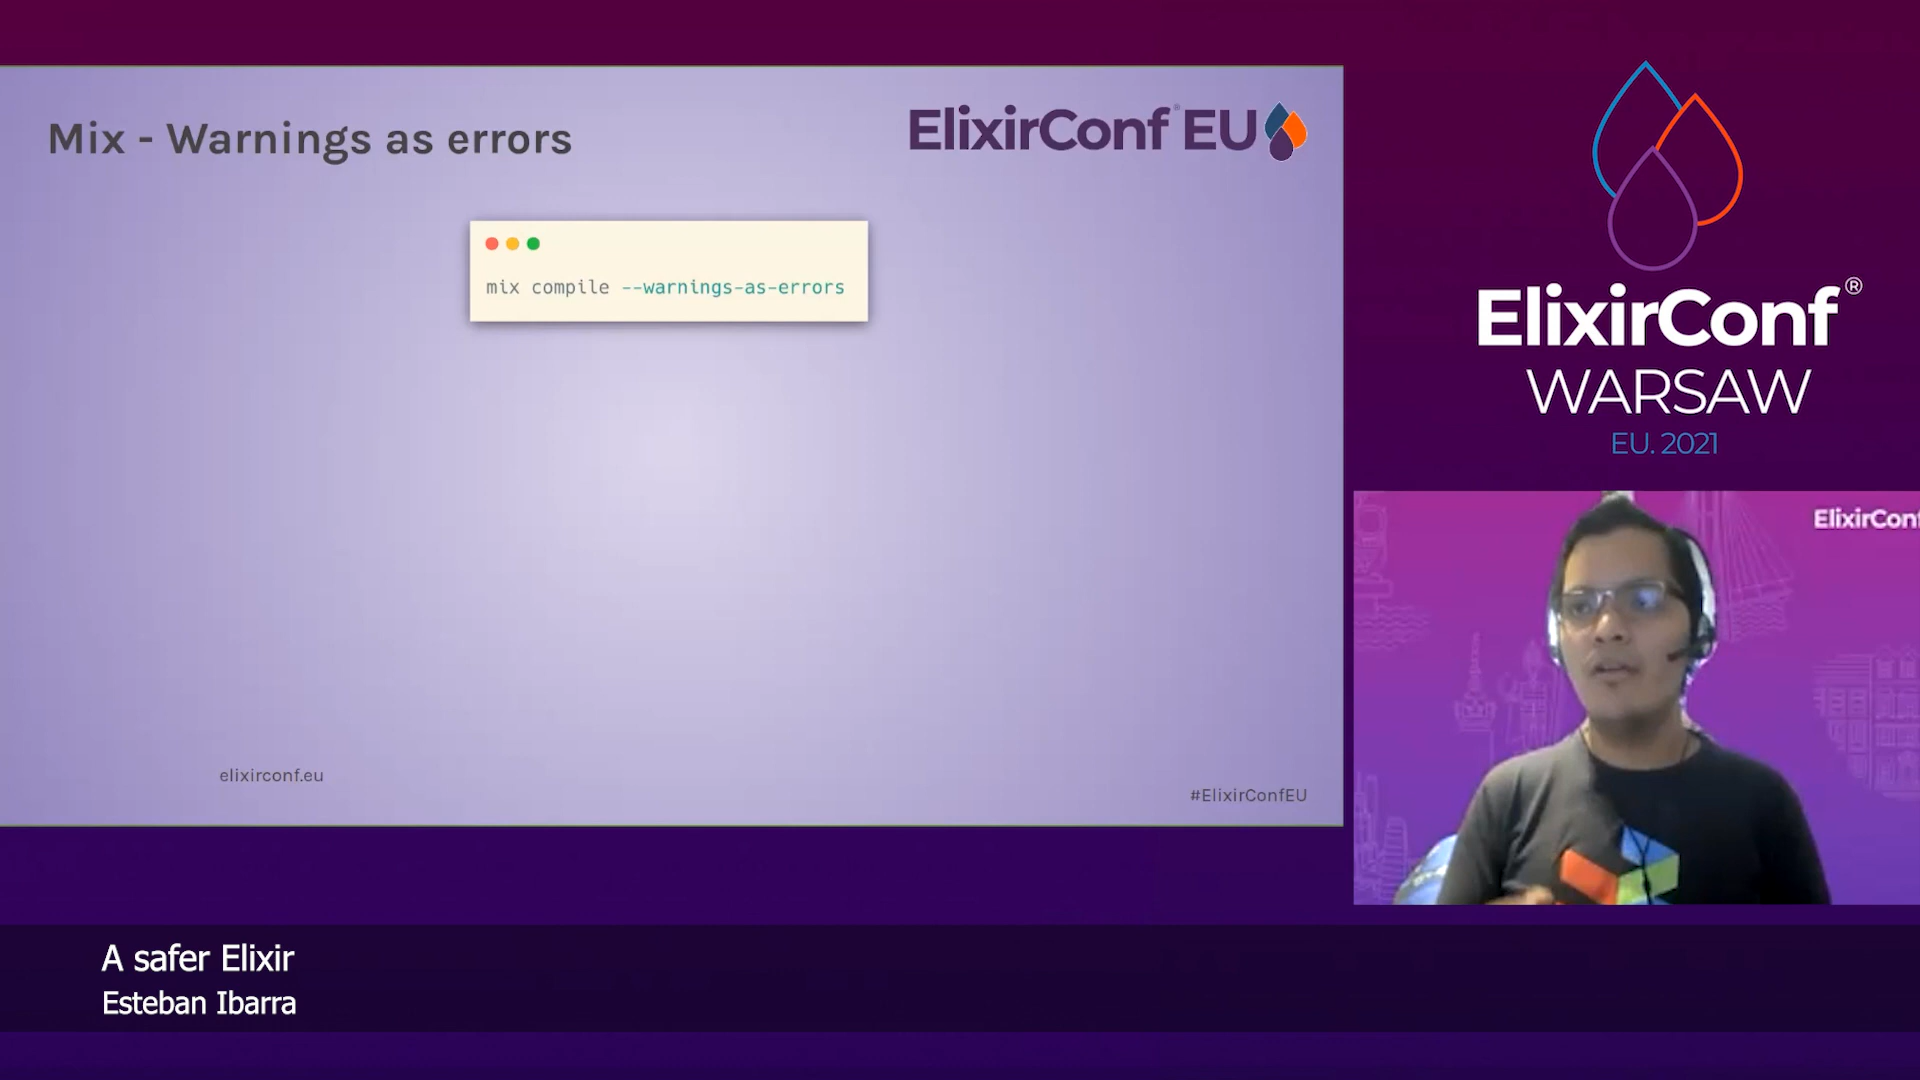 Mix - Warnings as errors
ElixirConf® EU
mix compile --warnings-as-errors
elixirconf.eu
#ElixirConfEU
ElixirConf®
WARSAW
EU. 2021
ElixirConf
A safer Elixir
Esteban Ibarra